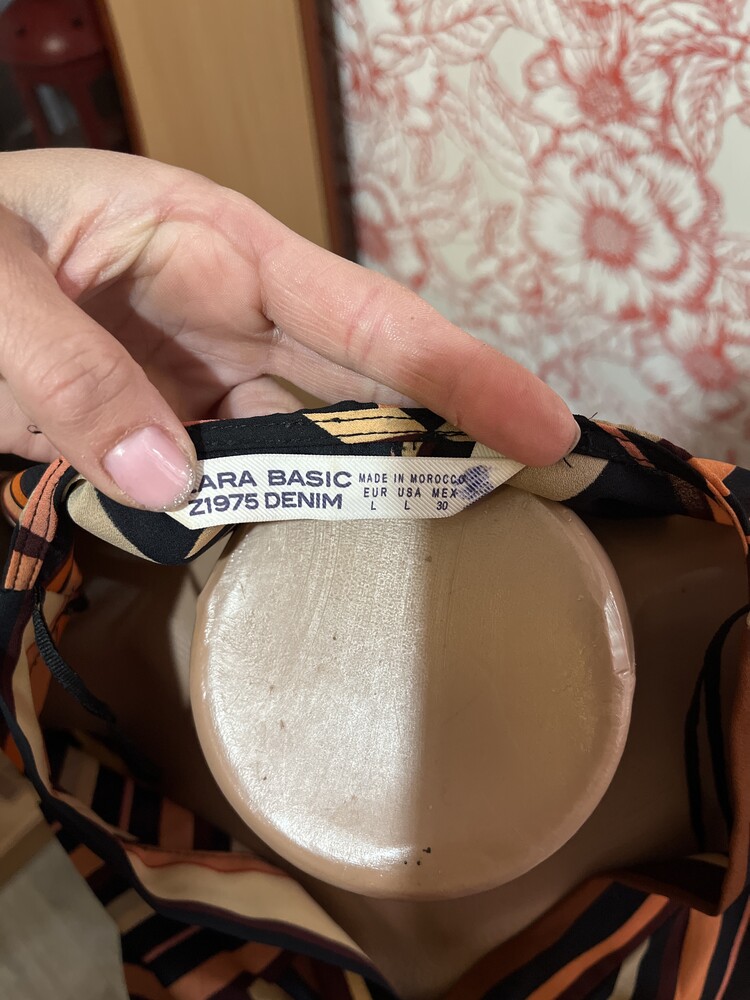 ARA BASIC
Z1975 DENIM
MADE IN MOROCCO
EUR USA MEX
L L 30